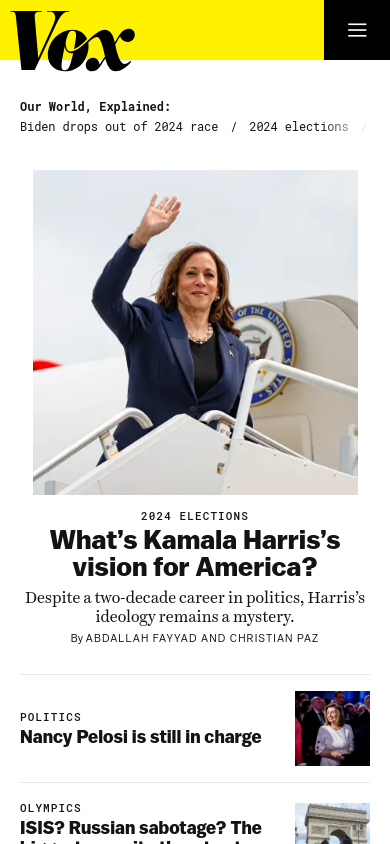 Vox
Our World, Explained:
Biden drops out of 2024 race / 2024 elections /
2024 ELECTIONS
What’s Kamala Harris’s
vision for America?
Despite a two-decade career in politics, Harris’s
ideology remains a mystery.
By ABDALLAH FAYYAD AND CHRISTIAN PAZ
POLITICS
Nancy Pelosi is still in charge
OLYMPICS
ISIS? Russian sabotage? The